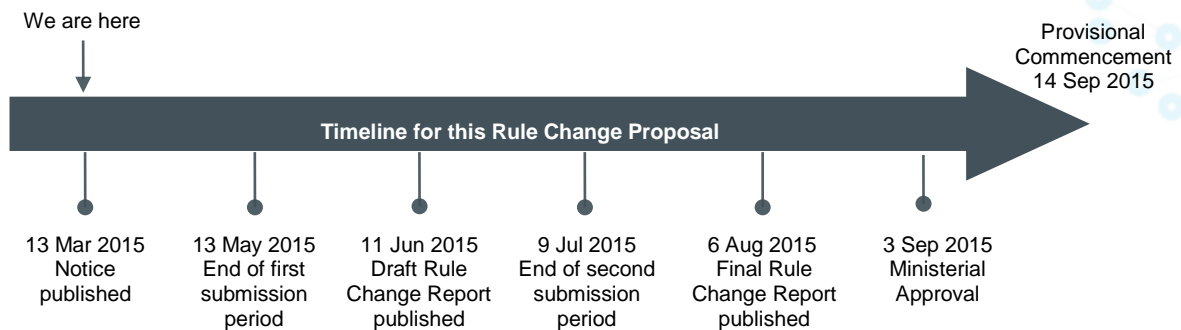 We are here
Provisional
Commencement
14 Sep 2015
Timeline for this Rule Change Proposal
13 Mar 2015
Notice
published
13 May 2015
End of first
submission
period
11 Jun 2015
Draft Rule
Change Report
published
9 Jul 2015
End of second
submission
period
6 Aug 2015
Final Rule
Change Report
published
3 Sep 2015
Ministerial
Approval